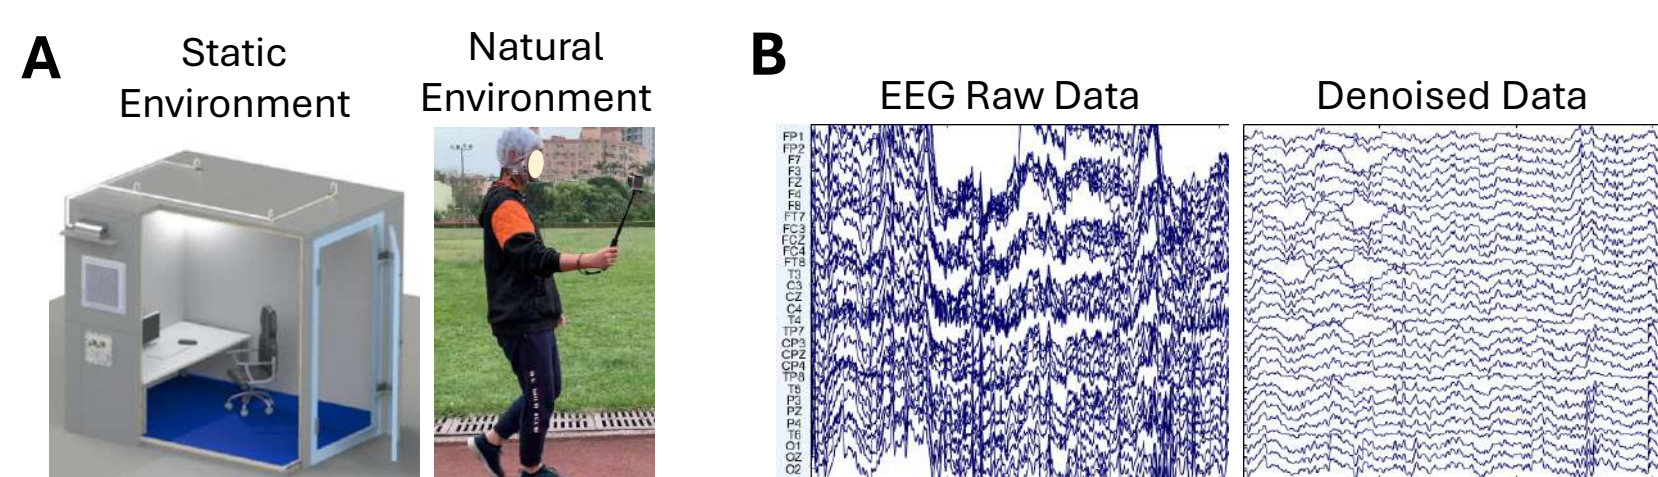 A
Static
Environment
Natural
Environment
B
EEG Raw Data
Denoised Data
FP1
FP2
F7
F3
FZ
F4
F8
FT7
FC3
FCZ
FC4
FT8
T3
C3
CZ
C4
T4
TP7
CP3
CPZ
CP4
TP8
T5
P3
PZ
P4
T6
O1
OZ
O2